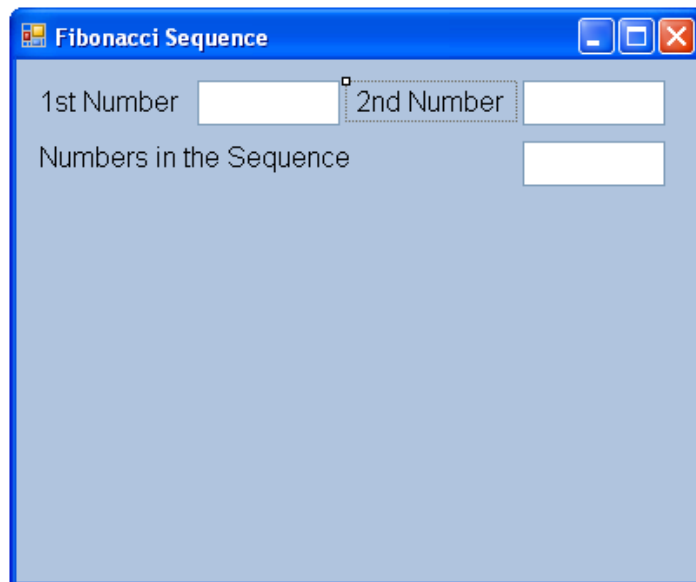 Fibonacci Sequence
1st Number 2nd Number
Numbers in the Sequence